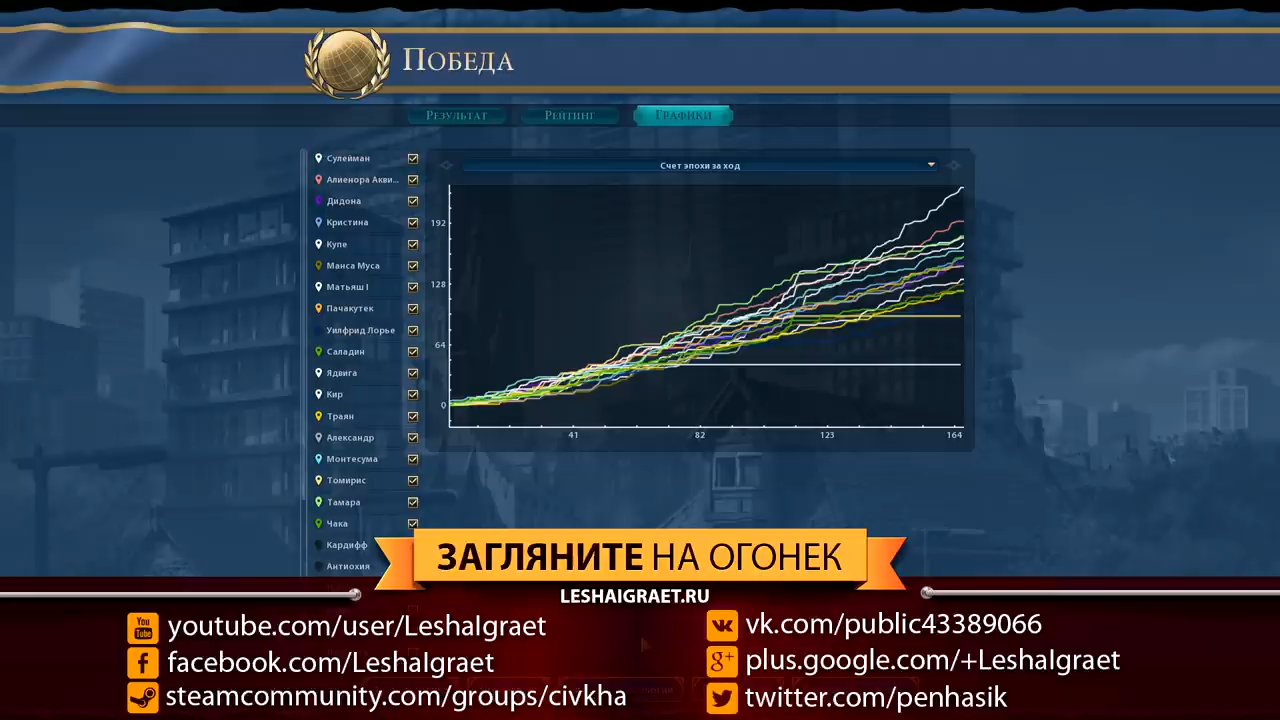 Победа
Результат
Рейтинг
Графики
Сулейман
Алиенора Акви...
Дидона
Кристина
Купе
Манса Муса
Матьяш I
Пачакутек
Уилфрид Лорье
Саладин
Ядвига
Кир
Траян
Александр
Монтесума
Томирис
Тамара
Чака
Кардифф
Антиохия
Счет эпохи за ход
192
128
64
0
41
82
123
164
ЗАГЛЯНИТЕ НА ОГОНЕК
LESHAIGRAET.RU
You Tube
youtube.com/user/LeshaIgraet
facebook.com/LeshaIgraet
steamcommunity.com/groups/civkha
vk.com/public43389066
plus.google.com/+LeshaIgraet
twitter.com/penhasik